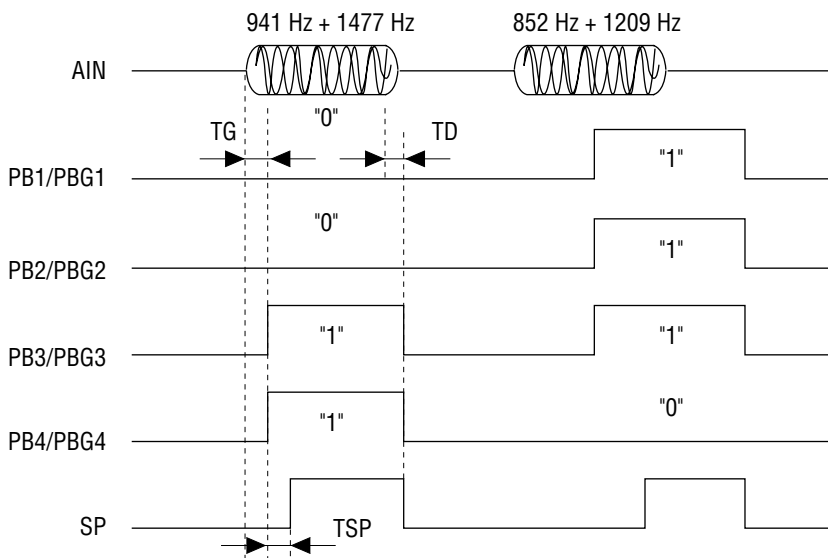 941 Hz + 1477 Hz 852 Hz + 1209 Hz
AIN
"0"
TG TD
"1"
PB1/PBG1
"0"
"1"
PB2/PBG2
"1" "1"
PB3/PBG3
"0"
"1"
PB4/PBG4
SP TSP